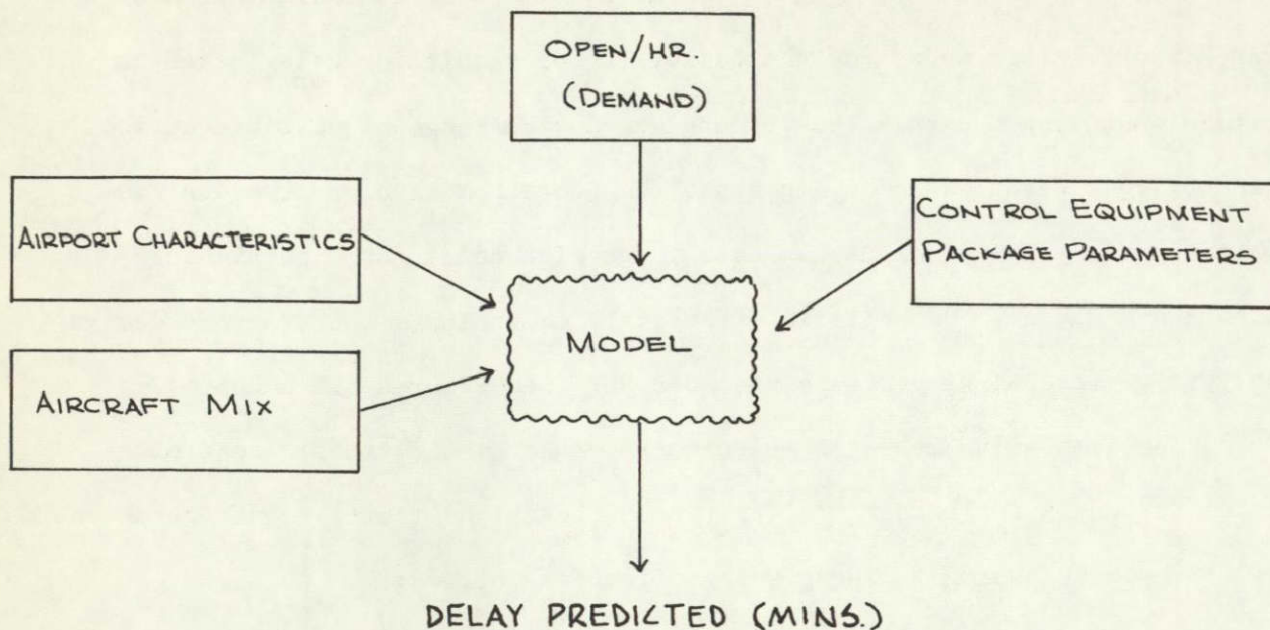 OPEN/HR.
(DEMAND)
AIRPORT CHARACTERISTICS
CONTROL EQUIPMENT
PACKAGE PARAMETERS
MODEL
AIRCRAFT MIX
DELAY PREDICTED (MINS.)